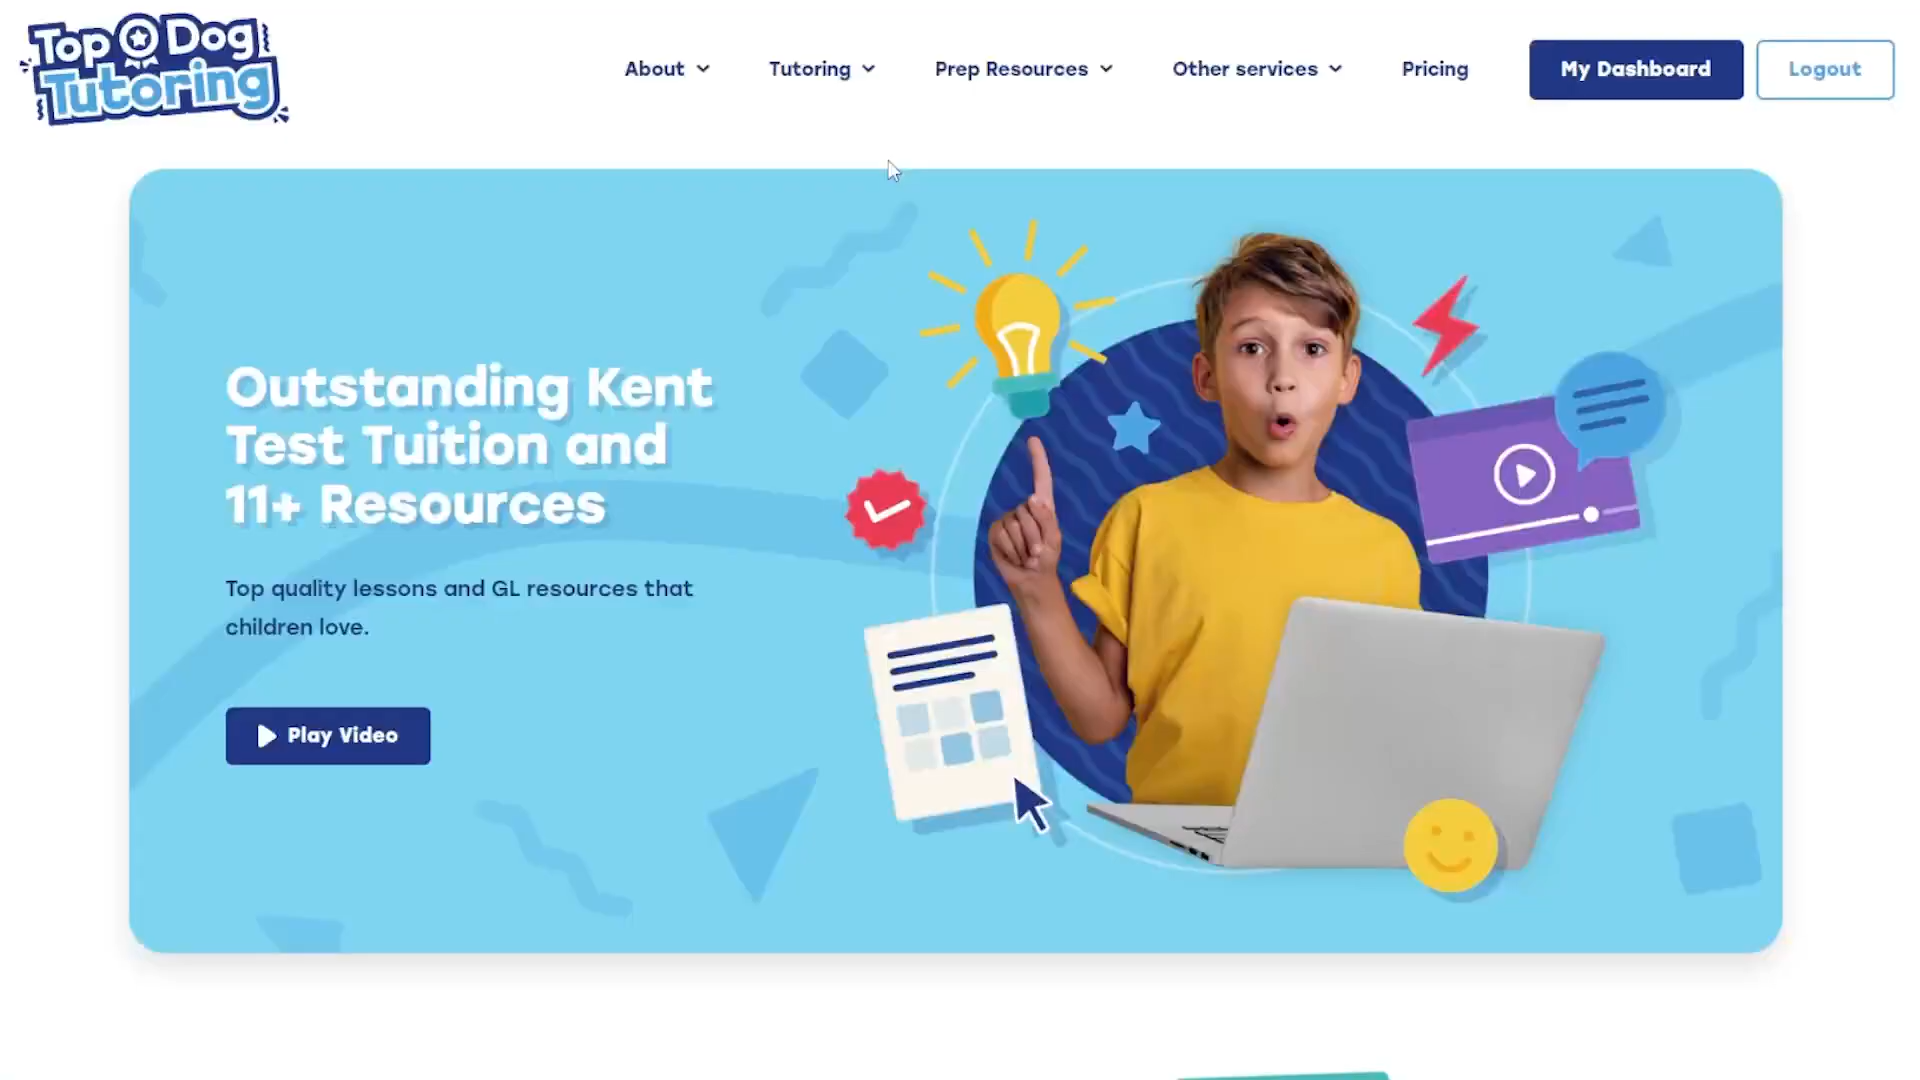 Top Dog
Tutoring
About
Tutoring
Prep Resources
Other services
Pricing
My Dashboard
Logout
Outstanding Kent
Test Tuition and
11+ Resources
Top quality lessons and GL resources that
children love.
Play Video